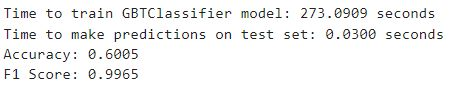 Time to train GBTClassifier model: 273.0909 seconds
Time to make predictions on test set: 0.0300 seconds
Accuracy: 0.6005
F1 Score: 0.9965